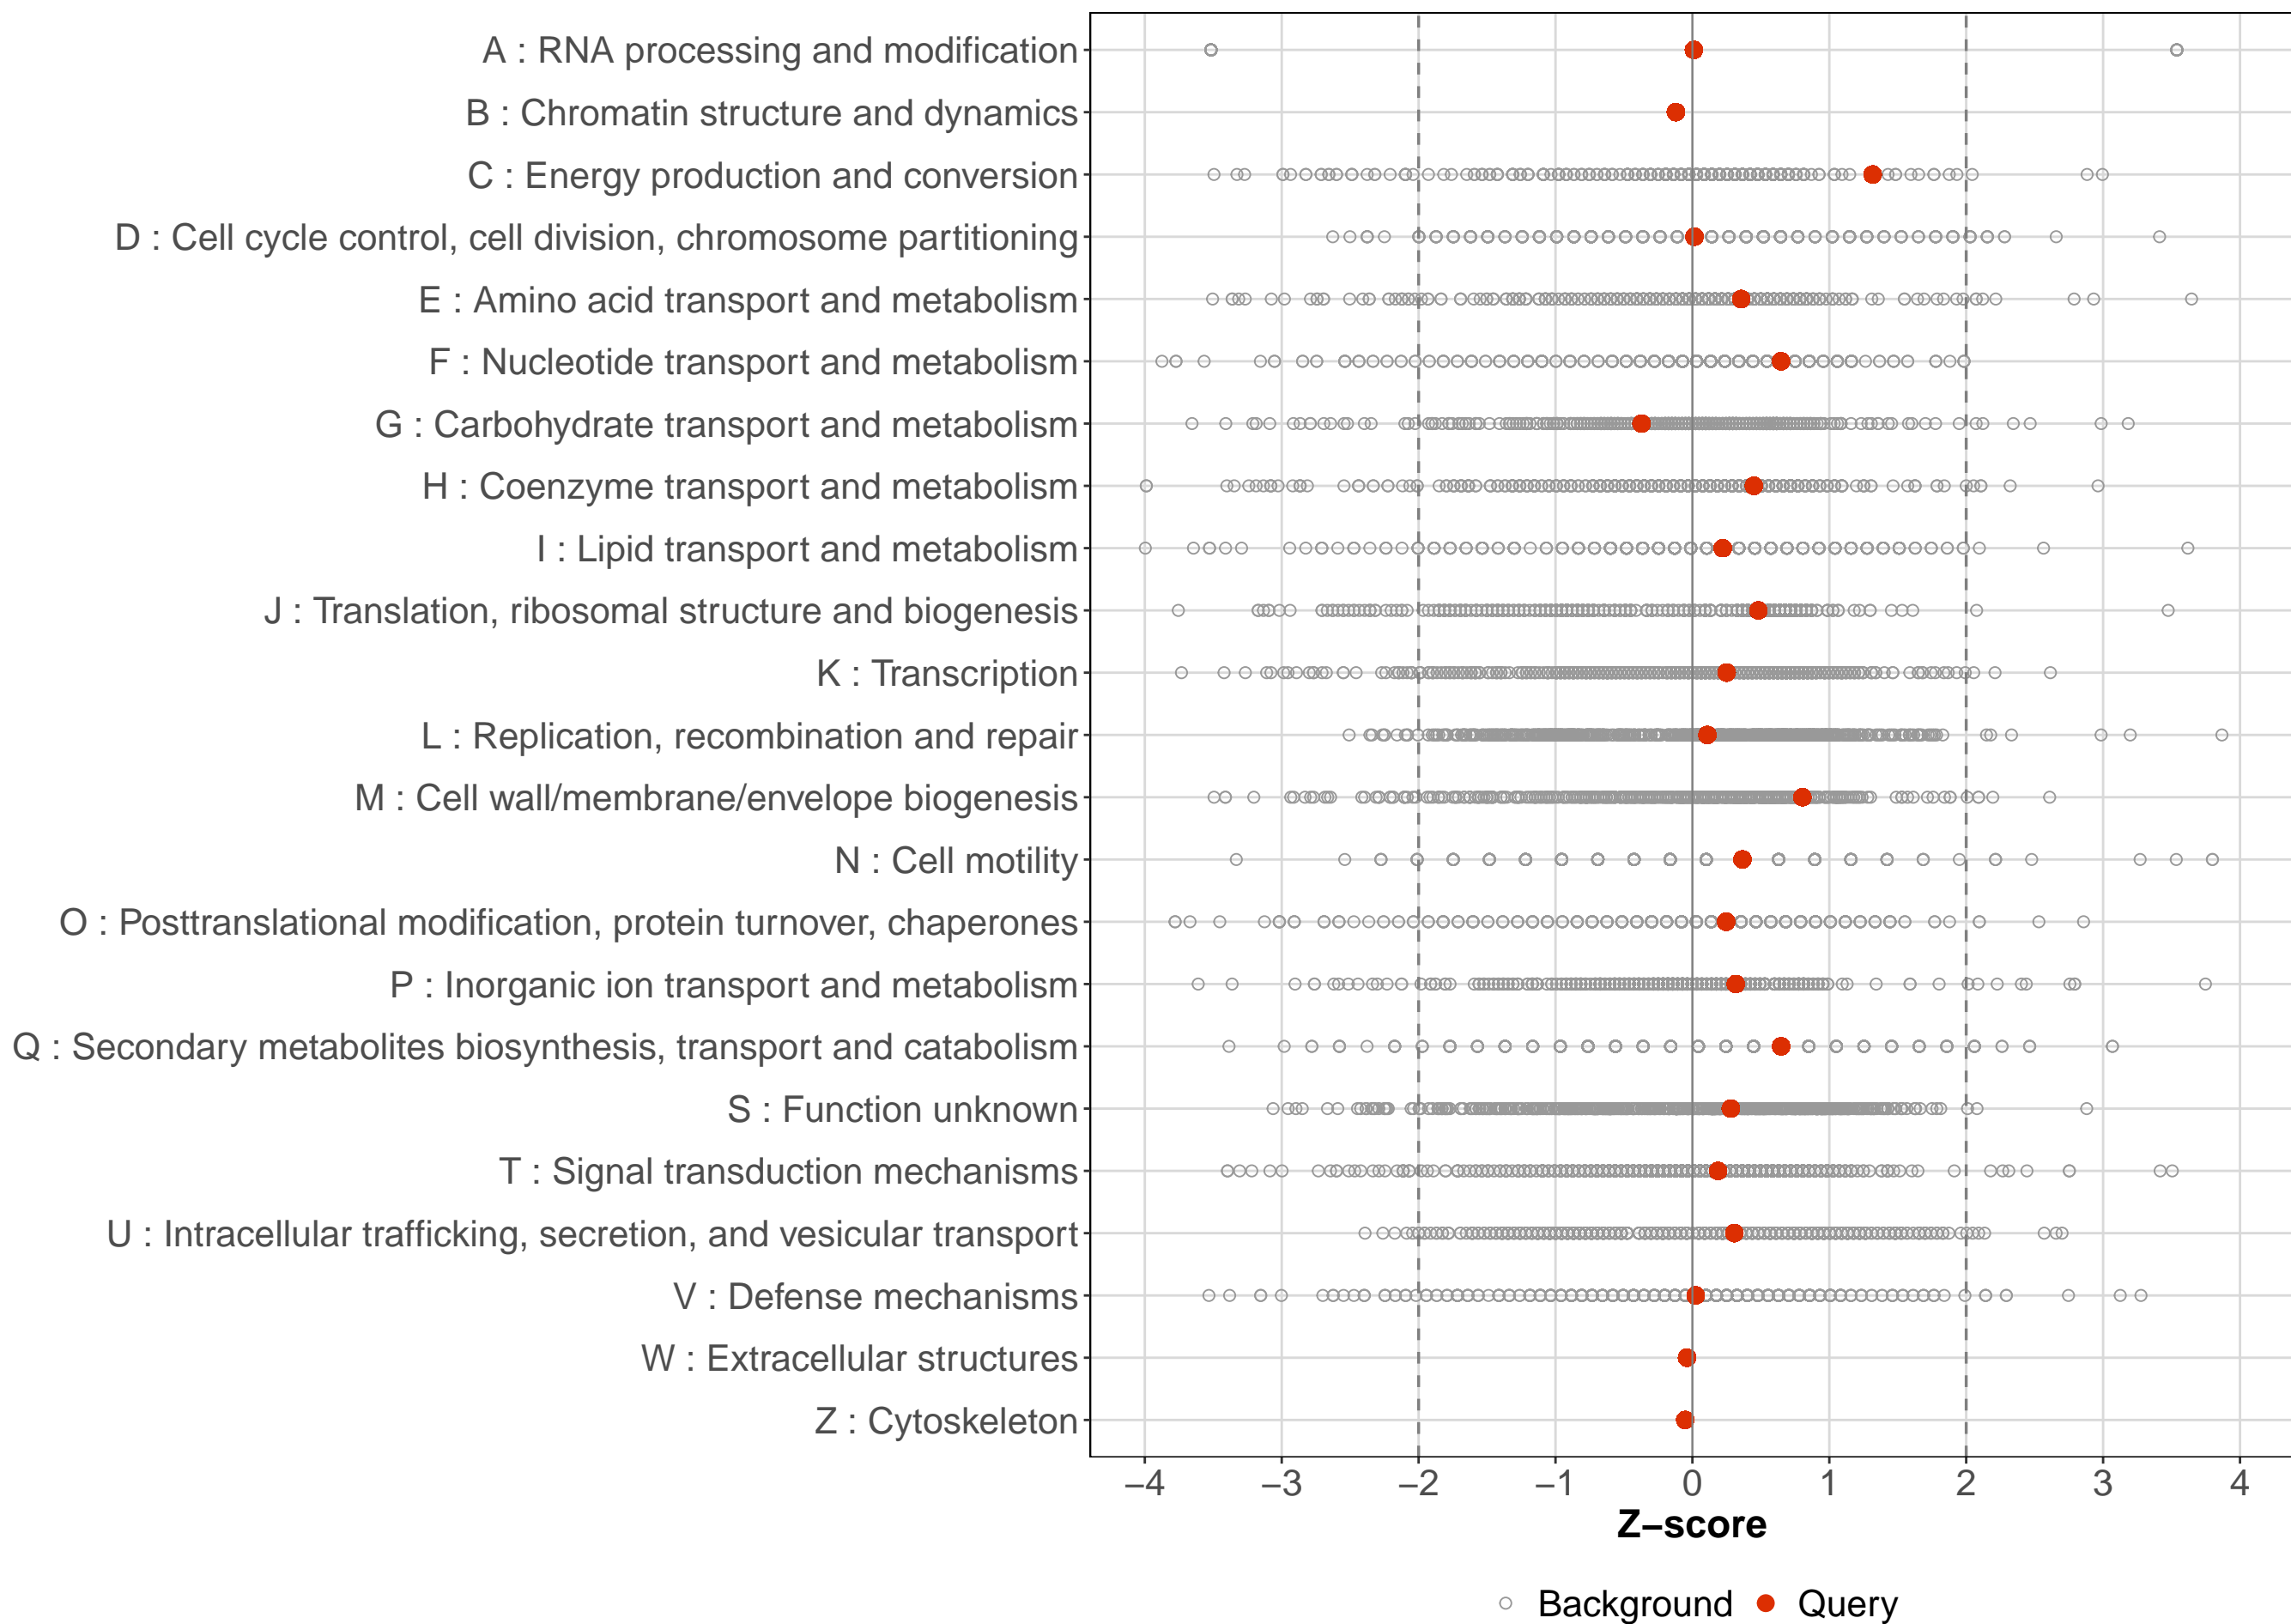 A : RNA processing and modification
B : Chromatin structure and dynamics
C : Energy production and conversion
D : Cell cycle control, cell division, chromosome partitioning
E : Amino acid transport and metabolism
F : Nucleotide transport and metabolism
G : Carbohydrate transport and metabolism
H : Coenzyme transport and metabolism
I : Lipid transport and metabolism
J : Translation, ribosomal structure and biogenesis
K : Transcription
L : Replication, recombination and repair
M : Cell wall/membrane/envelope biogenesis
N : Cell motility
O : Posttranslational modification, protein turnover, chaperones
P : Inorganic ion transport and metabolism
Q : Secondary metabolites biosynthesis, transport and catabolism
S : Function unknown
T : Signal transduction mechanisms
U : Intracellular trafficking, secretion, and vesicular transport
V : Defense mechanisms
W : Extracellular structures
Z : Cytoskeleton
−4 −3 −2 −1 0 1 2 3 4
Z−score
Background Query